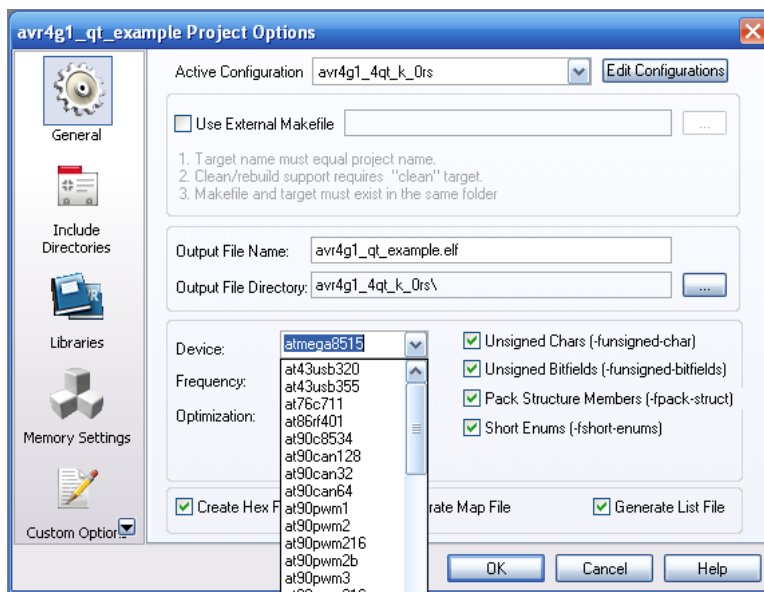 avr4g1_qt_example Project Options
General
Include
Directories
Libraries
Memory Settings
Active Configuration avr4g1_4qt_k_0rs Edit Configurations
Use External Makefile ...
1. Target name must equal project name.
2. Clean/rebuild support requires "clean" target.
3. Makefile and target must exist in the same folder
Output File Name: avr4g1_qt_example.elf
Output File Directory: avr4g1_4qt_k_0rs\ ...
Device: atmega8515
Frequency:
Optimization:
at43usb320
at43usb355
at76c711
at86rf401
at90c8534
at90can128
at90can32
at90can64
at90pwm1
at90pwm2
at90pwm216
at90pwm2b
at90pwm3
Unsigned Chars (-funsigned-char)
Unsigned Bitfields (-funsigned-bitfields)
Pack Structure Members (-fpack-struct)
Short Enums (-fshort-enums)
Create Hex Map File Generate List File
OK Cancel Help